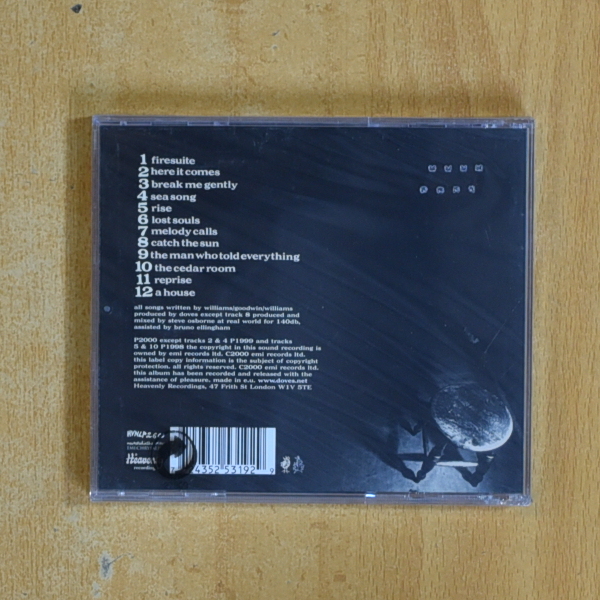 1 firesuite
2 here it comes
3 break me gently
4 sea song
5 rise
6 lost souls
7 melody calls
8 catch the sun
9 the man who told everything
10 the cedar room
11 reprise
12 a house
all songs written by williams/goodwin/williams
produced by doves except track 8 produced and
mixed by steve osborne at real world for 140db,
assisted by bruno ellingham
P2000 except tracks 2 & 4 P1999 and tracks
5 & 10 P1998 the copyright in this sound recording is
owned by emi records ltd. C2000 emi records ltd.
this label copy information is the subject of copyright
protection. all rights reserved. C2000 emi records ltd.
this album has been recorded and released with the
assistance of pleasure. made in e.u. www.doves.net
Heavenly Recordings, 47 Frith St London W1V 5TE
4352 53192 9